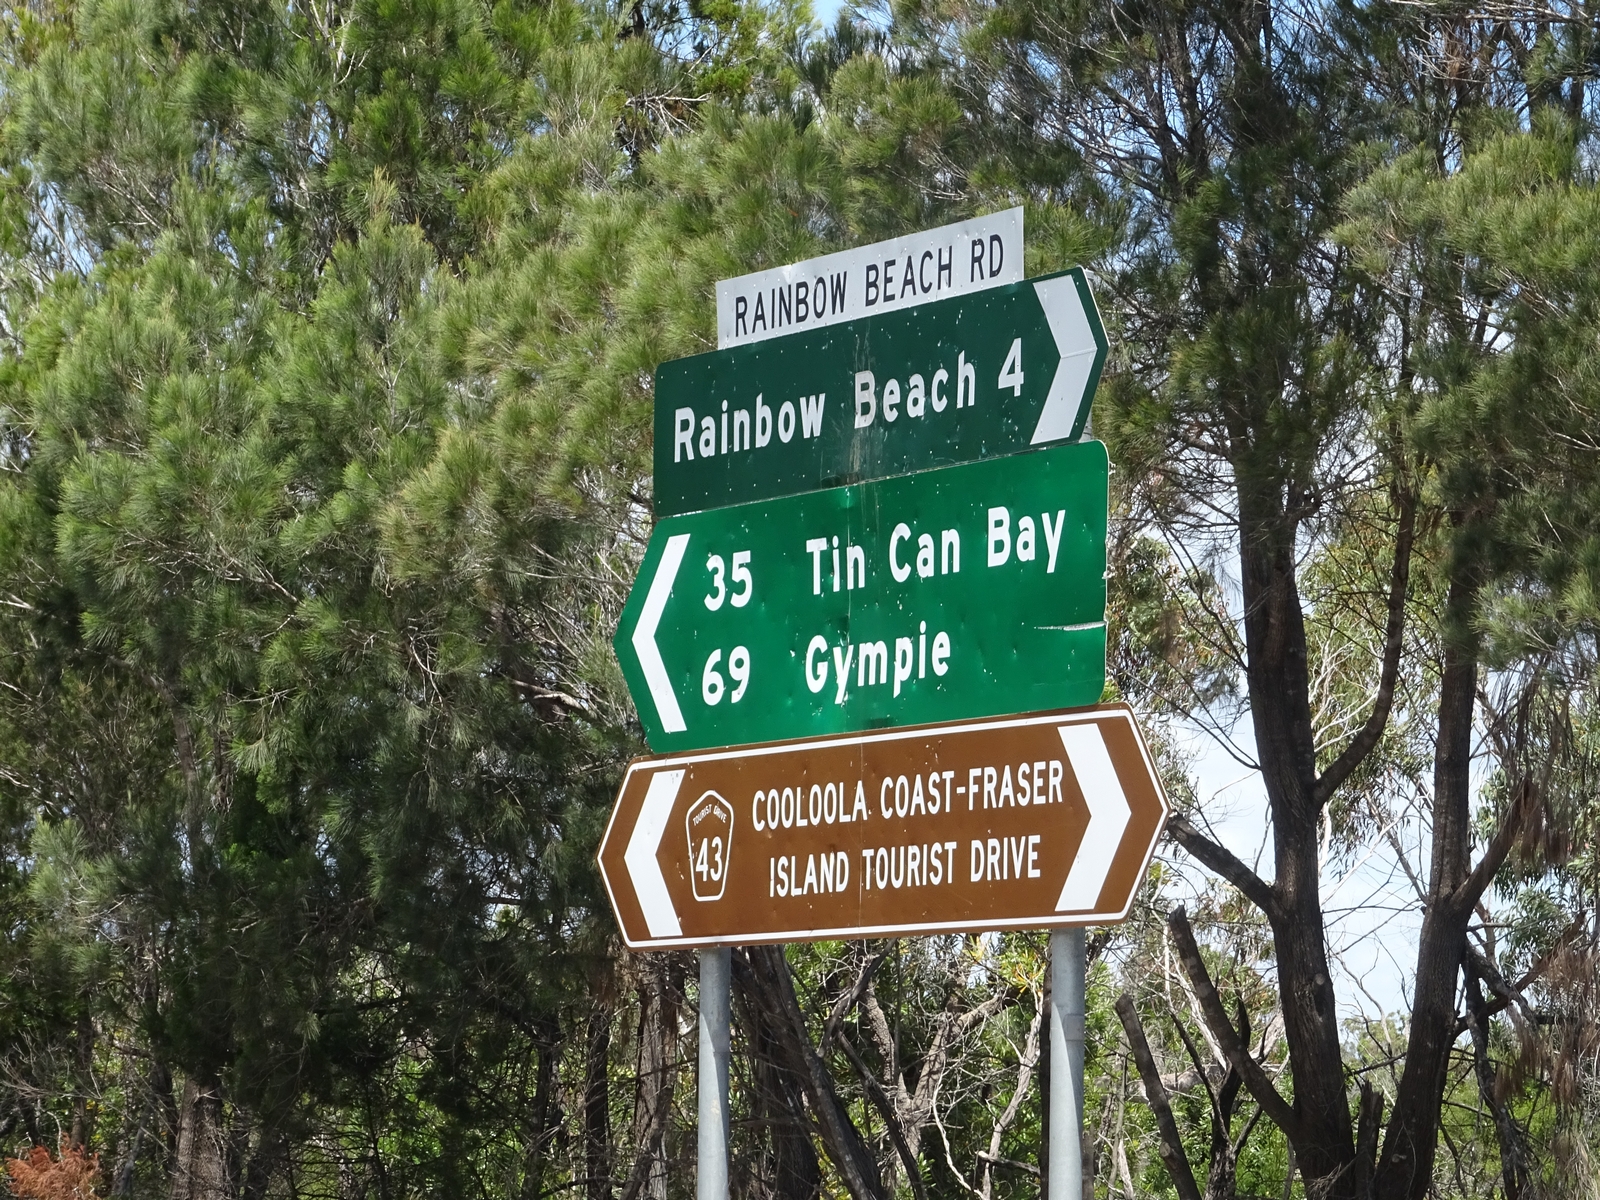 RAINBOW BEACH RD
Rainbow Beach 4
35 Tin Can Bay
69 Gympie
TOURIST DRIVE
43
COOLOOLA COAST-FRASER
ISLAND TOURIST DRIVE